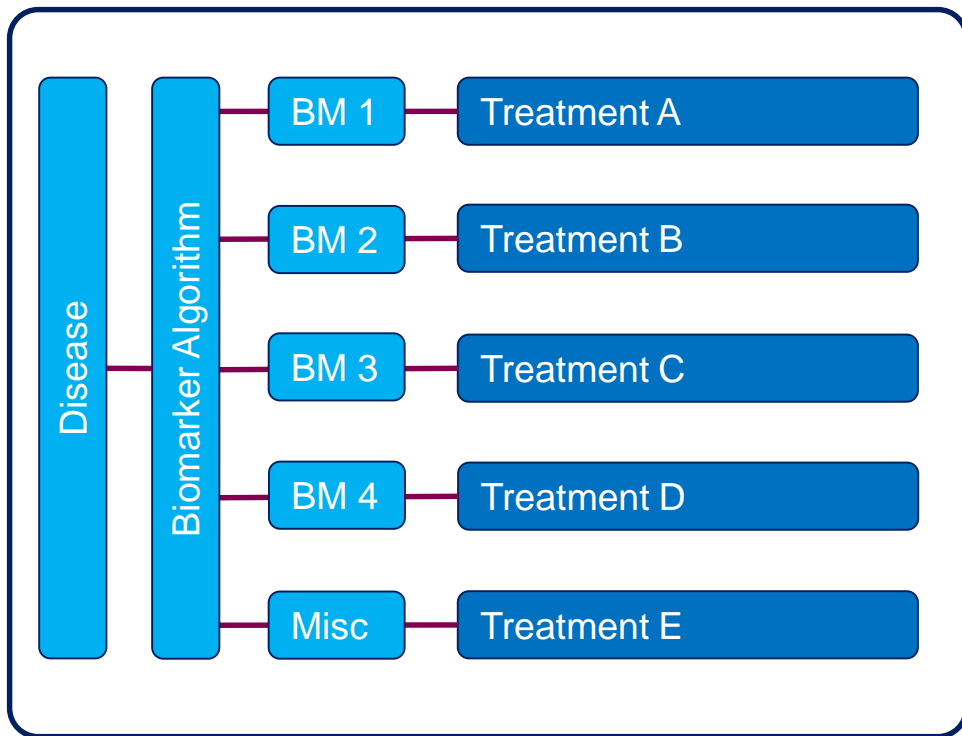 Disease
Biomarker Algorithm
BM 1
Treatment A
BM 2
Treatment B
BM 3
Treatment C
BM 4
Treatment D
Misc
Treatment E